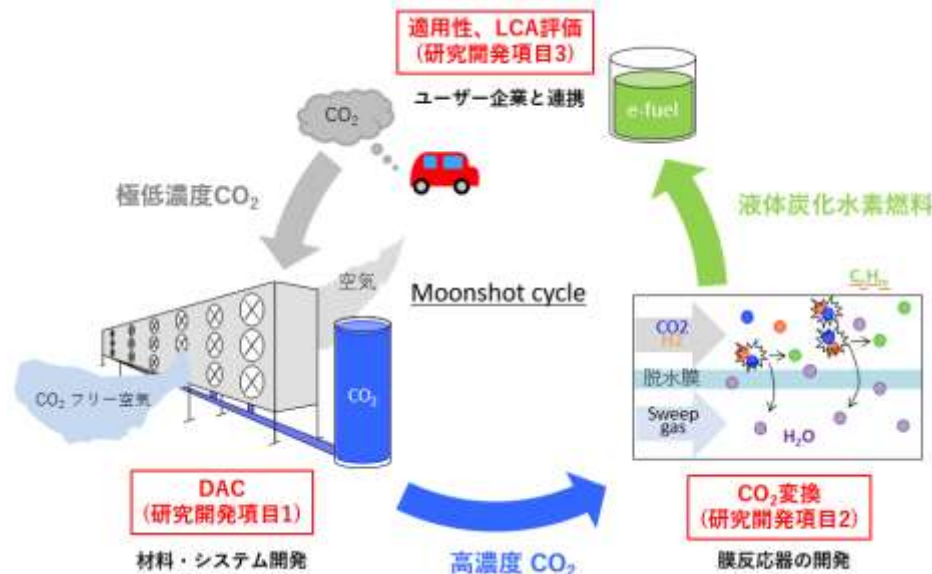 適用性、LCA評価
(研究開発項目3)
ユーザー企業と連携
CO₂
e-fuel
極低濃度CO₂
液体炭化水素燃料
空気
Moonshot cycle
CO2
H2
脱水膜
Sweep
gas
H₂O
CO₂ フリー空気
CO₂
DAC
(研究開発項目1)
材料・システム開発
高濃度 CO₂
CO₂変換
(研究開発項目2)
膜反応器の開発